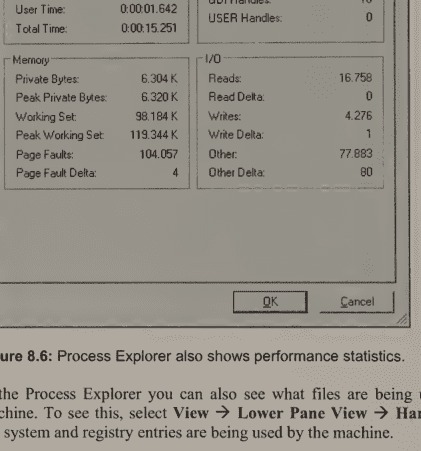 User Time: 0:00:01.642
Total Time: 0:00:15.251
USER Handles: 0
Memory
Private Bytes: 6.304 K
Peak Private Bytes: 6.320 K
Working Set: 98.184 K
Peak Working Set: 119.344 K
Page Faults: 104.057
Page Fault Delta: 4
I/O
Reads: 16.758
Read Delta: 0
Writes: 4.276
Write Delta: 1
Other: 77.883
Other Delta: 80
OK Cancel
ure 8.6: Process Explorer also shows performance statistics.
the Process Explorer you can also see what files are being
chine. To see this, select View → Lower Pane View → Han
system and registry entries are being used by the machine.